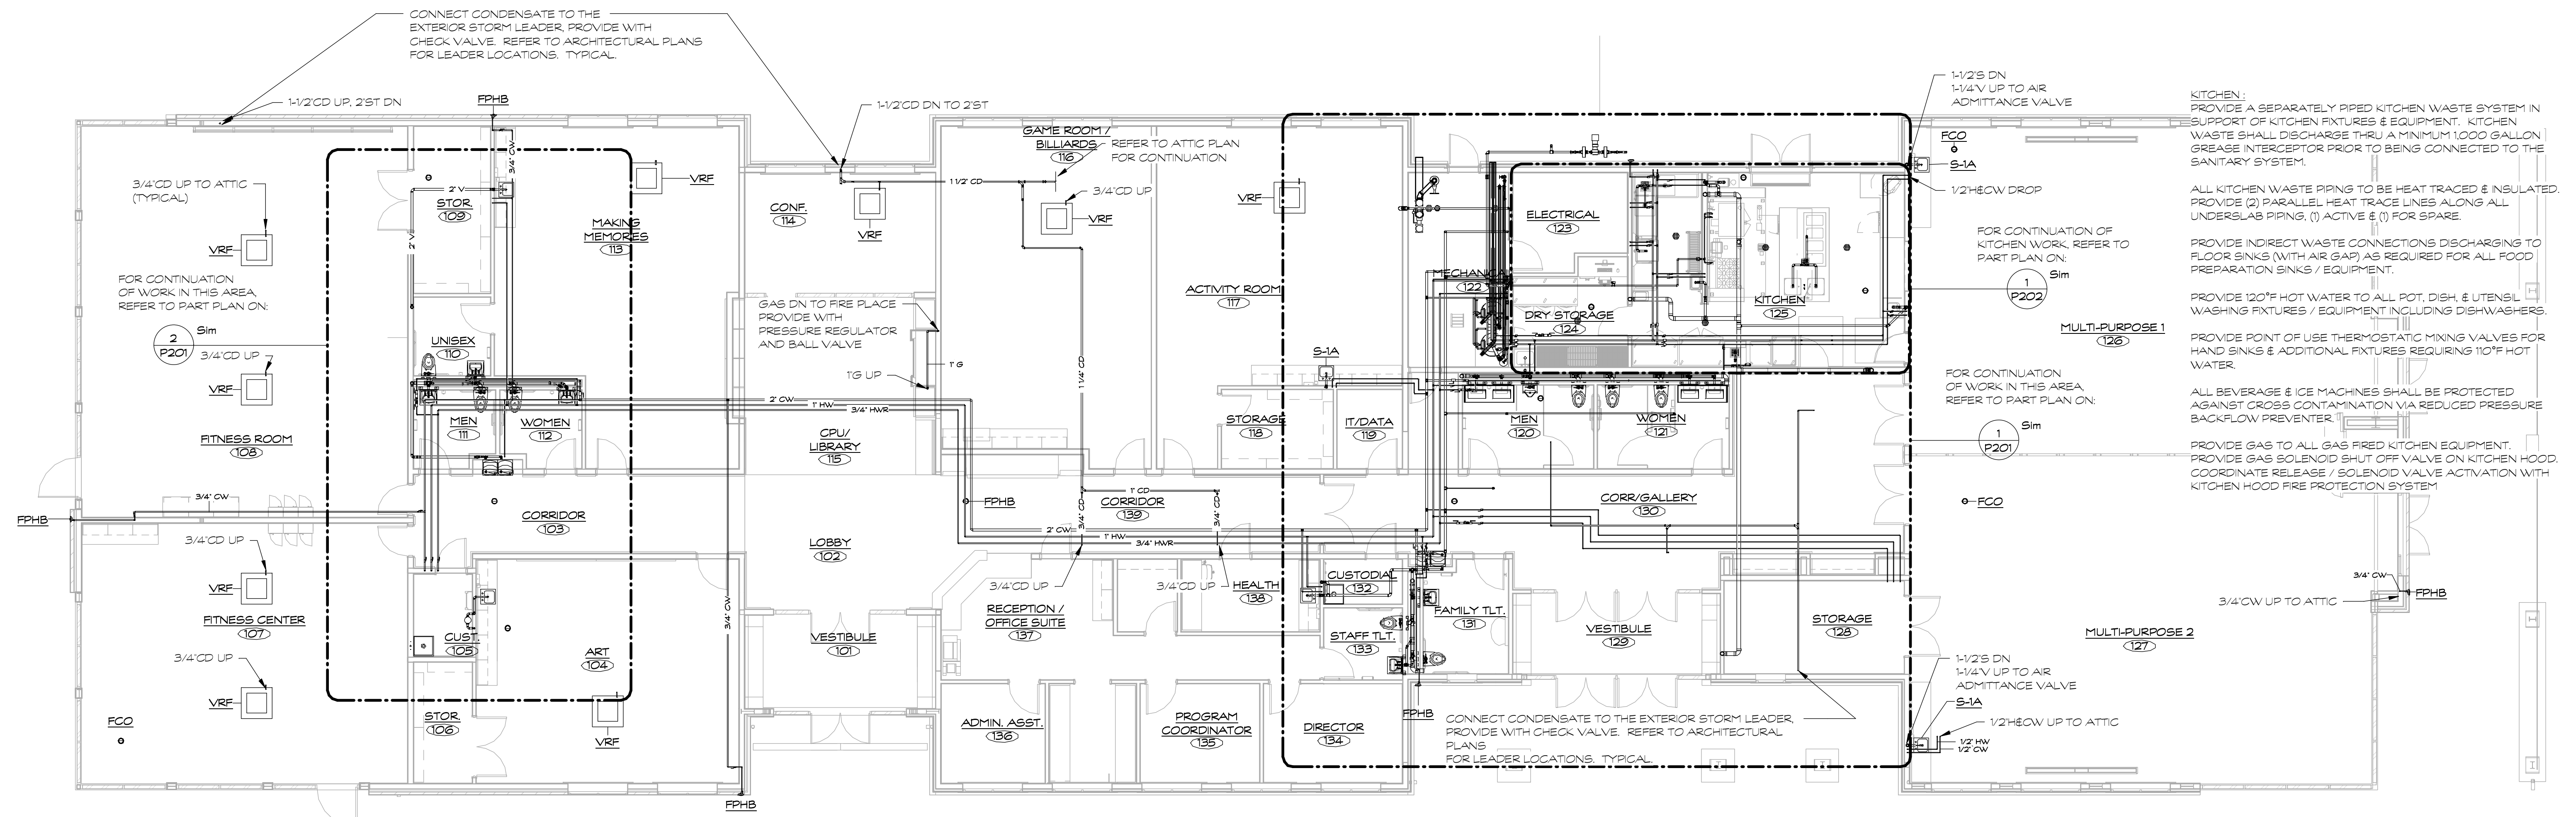 CONNECT CONDENSATE TO THE
EXTERIOR STORM LEADER, PROVIDE WITH
CHECK VALVE. REFER TO ARCHITECTURAL PLANS
FOR LEADER LOCATIONS. TYPICAL.
1-1/2"CD UP, 2"ST DN
FPHB
1-1/2"CD DN TO 2"ST
3/4" CW
3/4"CD UP TO ATTIC
(TYPICAL)
VRF
2" V
2" V
STOR.
109
MAKING
MEMORIES
113
VRF
CONF.
114
VRF
1 1/2" CD
GAME ROOM /
BILLIARDS
116
REFER TO ATTIC PLAN
FOR CONTINUATION
3/4"CD UP
VRF
VRF
FOR CONTINUATION
OF WORK IN THIS AREA,
REFER TO PART PLAN ON:
2
P201
Sim
3/4"CD UP
VRF
UNISEX
110
GAS DN TO FIRE PLACE
PROVIDE WITH
PRESSURE REGULATOR
AND BALL VALVE
1" G
1"G UP
1 1/4" CD
ACTIVITY ROOM
117
S-1A
MECHANICAL
122
ELECTRICAL
123
DRY STORAGE
124
KITCHEN
125
1-1/2"S DN
1-1/4"V UP TO AIR
ADMITTANCE VALVE
FCO
S-1A
1/2"H&CW DROP
FOR CONTINUATION OF
KITCHEN WORK, REFER TO
PART PLAN ON:
1
P202
Sim
MULTI-PURPOSE 1
126
FOR CONTINUATION
OF WORK IN THIS AREA,
REFER TO PART PLAN ON:
1
P201
Sim
KITCHEN :
PROVIDE A SEPARATELY PIPED KITCHEN WASTE SYSTEM IN
SUPPORT OF KITCHEN FIXTURES & EQUIPMENT. KITCHEN
WASTE SHALL DISCHARGE THRU A MINIMUM 1,000 GALLON
GREASE INTERCEPTOR PRIOR TO BEING CONNECTED TO THE
SANITARY SYSTEM.
ALL KITCHEN WASTE PIPING TO BE HEAT TRACED & INSULATED.
PROVIDE (2) PARALLEL HEAT TRACE LINES ALONG ALL
UNDERSLAB PIPING, (1) ACTIVE & (1) FOR SPARE.
PROVIDE INDIRECT WASTE CONNECTIONS DISCHARGING TO
FLOOR SINKS (WITH AIR GAP) AS REQUIRED FOR ALL FOOD
PREPARATION SINKS / EQUIPMENT.
PROVIDE 120°F HOT WATER TO ALL POT, DISH, & UTENSIL
WASHING FIXTURES / EQUIPMENT INCLUDING DISHWASHERS.
PROVIDE POINT OF USE THERMOSTATIC MIXING VALVES FOR
HAND SINKS & ADDITIONAL FIXTURES REQUIRING 110°F HOT
WATER.
ALL BEVERAGE & ICE MACHINES SHALL BE PROTECTED
AGAINST CROSS CONTAMINATION VIA REDUCED PRESSURE
BACKFLOW PREVENTER.
PROVIDE GAS TO ALL GAS FIRED KITCHEN EQUIPMENT.
PROVIDE GAS SOLENOID SHUT OFF VALVE ON KITCHEN HOOD.
COORDINATE RELEASE / SOLENOID VALVE ACTIVATION WITH
KITCHEN HOOD FIRE PROTECTION SYSTEM
FITNESS ROOM
108
MEN
111
WOMEN
112
2" CW
1" HW
3/4" HWR
CPU/
LIBRARY
115
STORAGE
118
IT/DATA
119
MEN
120
WOMEN
121
3/4" CW
FPHB
CORRIDOR
103
FPHB
1" CD
CORRIDOR
139
3/4" CD
3/4" CD
CORR/GALLERY
130
FCO
3/4"CD UP
VRF
LOBBY
102
2" CW
1" HW
3/4" HWR
3/4"CD UP
3/4"CD UP
HEALTH
138
CUSTODIAL
132
FITNESS CENTER
107
CUST.
105
3/4" CW
RECEPTION /
OFFICE SUITE
137
FAMILY TLT.
131
STAFF TLT.
133
VESTIBULE
101
VESTIBULE
129
STORAGE
128
3/4" CW
FPHB
3/4"CW UP TO ATTIC
MULTI-PURPOSE 2
127
3/4"CD UP
VRF
ART
104
FCO
STOR.
106
VRF
FPHB
ADMIN. ASST.
136
PROGRAM
COORDINATOR
135
DIRECTOR
134
FPHB
CONNECT CONDENSATE TO THE EXTERIOR STORM LEADER,
PROVIDE WITH CHECK VALVE. REFER TO ARCHITECTURAL
PLANS
FOR LEADER LOCATIONS. TYPICAL.
1-1/2"S DN
1-1/4"V UP TO AIR
ADMITTANCE VALVE
S-1A
1/2"H&CW UP TO ATTIC
1/2" HW
1/2" CW